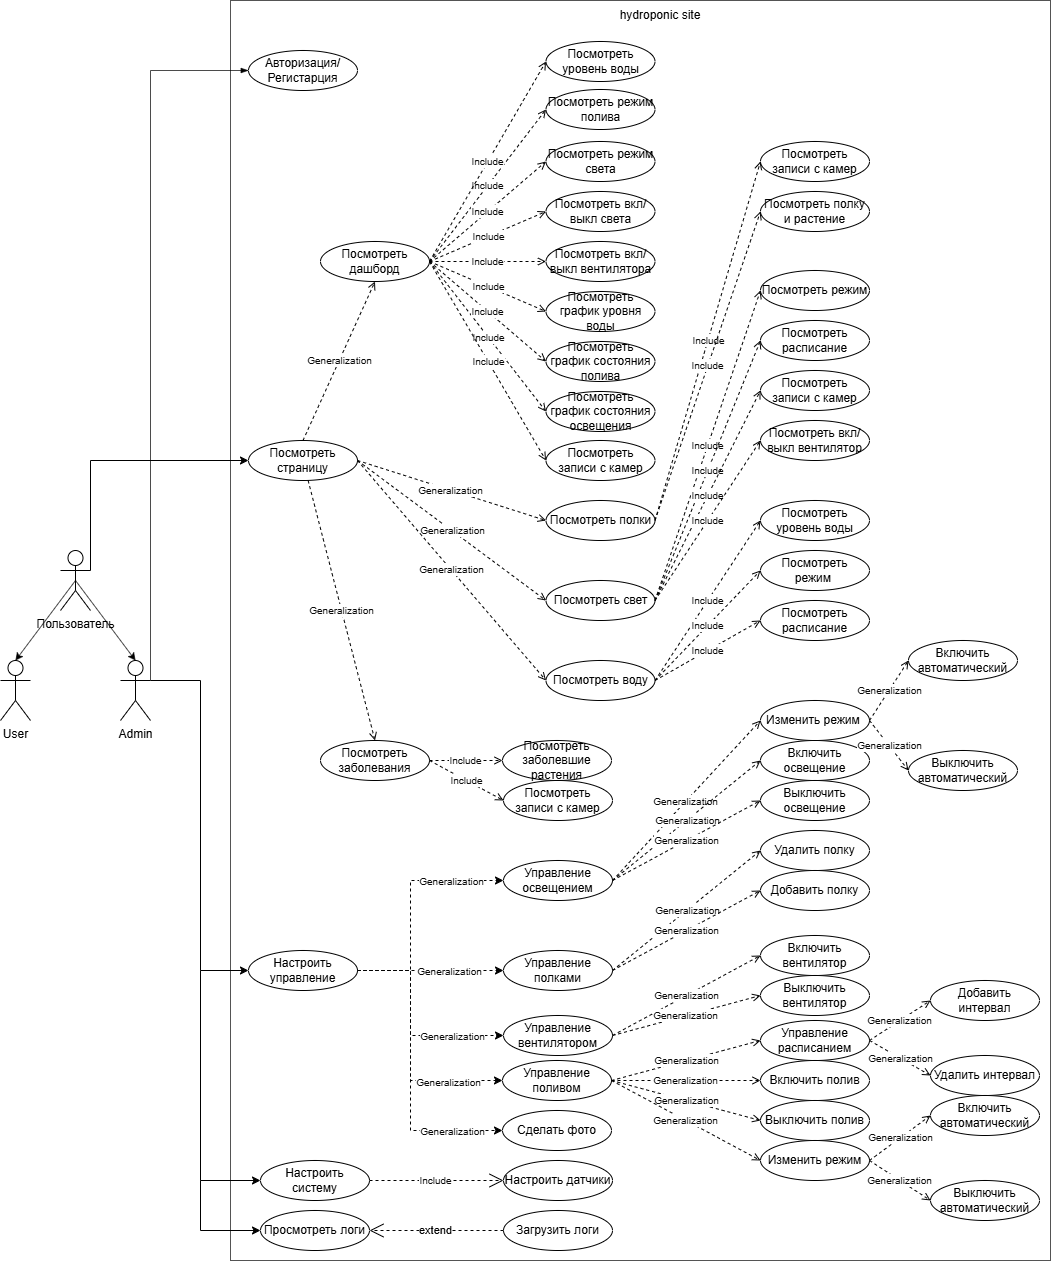 hydroponic site
Авторизация/
Регистарция
Посмотреть
уровень воды
Посмотреть режим
полива
Include
Посмотреть режим
света
Include
Include
Посмотреть вкл/
выкл света
Include
Посмотреть
дашборд
Include
Посмотреть вкл/
выкл вентилятора
Include
Посмотреть
график уровня
воды
Include
Include
Посмотреть
график состояния
полива
Include
Посмотреть
график состояния
освещения
Посмотреть
записи с камер
Посмотреть
записи с камер
Посмотреть полку
и растение
Посмотреть режим
Посмотреть
расписание
Посмотреть
записи с камер
Посмотреть вкл/
выкл вентилятор
Include
Include
Include
Include
Include
Include
Generalization
Посмотреть
страницу
Generalization
Посмотреть полки
Generalization
Generalization
Посмотреть
уровень воды
Посмотреть
режим
Посмотреть
расписание
Посмотреть свет
Generalization
Include
Include
Include
Посмотреть воду
Пользователь
User
Admin
Включить
автоматический
Generalization
Изменить режим
Generalization
Выключить
автоматический
Посмотреть
заболевания
Include
Include
Посмотреть
заболевшие
растения
Посмотреть
записи с камер
Включить
освещение
Выключить
освещение
Generalization
Generalization
Generalization
Удалить полку
Generalization
Управление
освещением
Добавить полку
Generalization
Generalization
Настроить
управление
Generalization
Управление
полками
Включить
вентилятор
Generalization
Выключить
вентилятор
Generalization
Generalization
Управление
вентилятором
Управление
расписанием
Generalization
Добавить
интервал
Generalization
Удалить интервал
Generalization
Generalization
Управление
поливом
Generalization
Включить полив
Generalization
Выключить полив
Generalization
Включить
автоматический
Generalization
Сделать фото
Generalization
Изменить режим
Generalization
Выключить
автоматический
Настроить
систему
Include
Настроить датчики
Просмотреть логи
extend
Загрузить логи